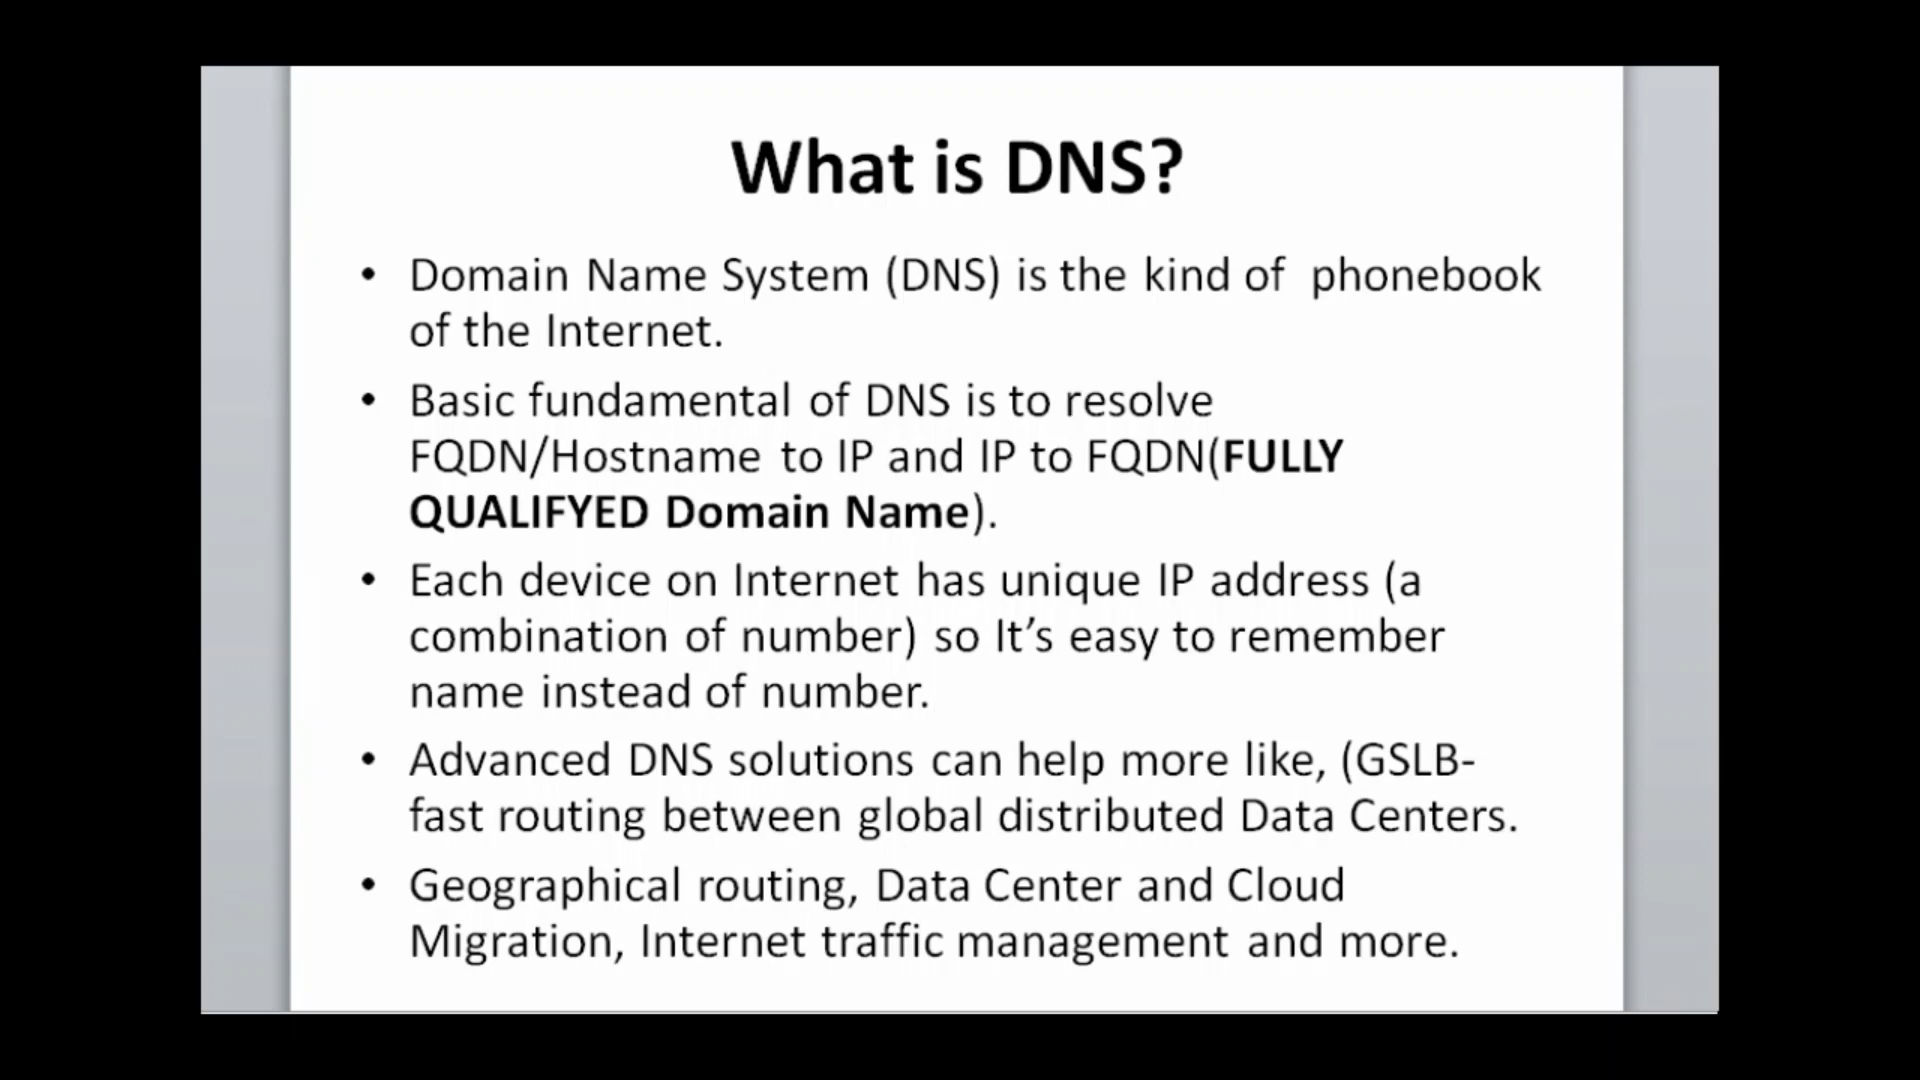 What is DNS?
• Domain Name System (DNS) is the kind of phonebook
of the Internet.
• Basic fundamental of DNS is to resolve
FQDN/Hostname to IP and IP to FQDN(FULLY
QUALIFYED Domain Name).
• Each device on Internet has unique IP address (a
combination of number) so It’s easy to remember
name instead of number.
• Advanced DNS solutions can help more like, (GSLB-
fast routing between global distributed Data Centers.
• Geographical routing, Data Center and Cloud
Migration, Internet traffic management and more.